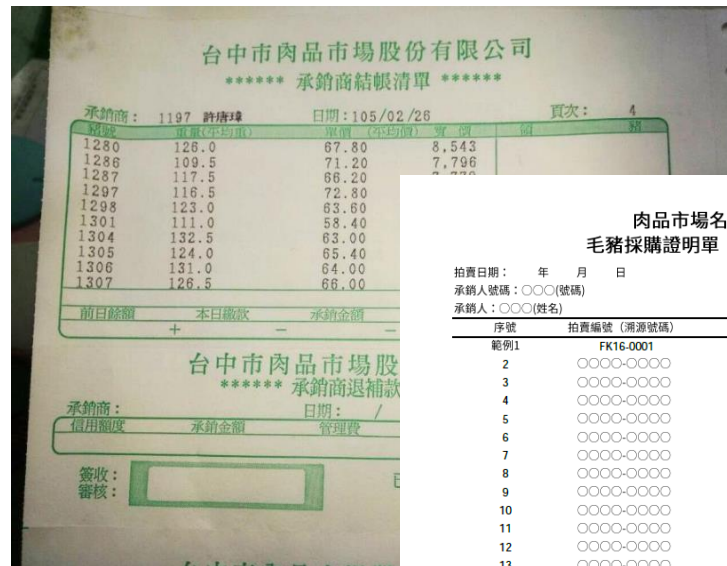 台中市肉品市場股份有限公司
****** 承銷商結帳清單 ******
承銷商： 1197 許唐瑋 日期：105/02/26 頁次： 4
豬號 重量(平均重) 單價 (平均價) 實 價
1280 126.0 67.80 8,543
1286 109.5 71.20 7,796
1287 117.5 66.20
1297 116.5 72.80
1298 123.0 63.60
1301 111.0 58.40
1304 132.5 63.00
1305 124.0 65.40
1306 131.0 64.00
1307 126.5 66.00
前日餘額 本日繳款 承銷金額
+ － －
台中市肉品市場股
****** 承銷商退補款
承銷商： 日期： /
信用額度 承銷金額 管理費
簽收：
審核：
肉品市場名
毛豬採購證明單
拍賣日期： 年 月 日
承銷人號碼：○○○(號碼)
承銷人：○○○(姓名)
序號 拍賣編號（溯源號碼）
範例1 FK16-0001
2 ○○○○-○○○○
3 ○○○○-○○○○
4 ○○○○-○○○○
5 ○○○○-○○○○
6 ○○○○-○○○○
7 ○○○○-○○○○
8 ○○○○-○○○○
9 ○○○○-○○○○
10 ○○○○-○○○○
11 ○○○○-○○○○
12 ○○○○-○○○○
13 ○○○○-○○○○